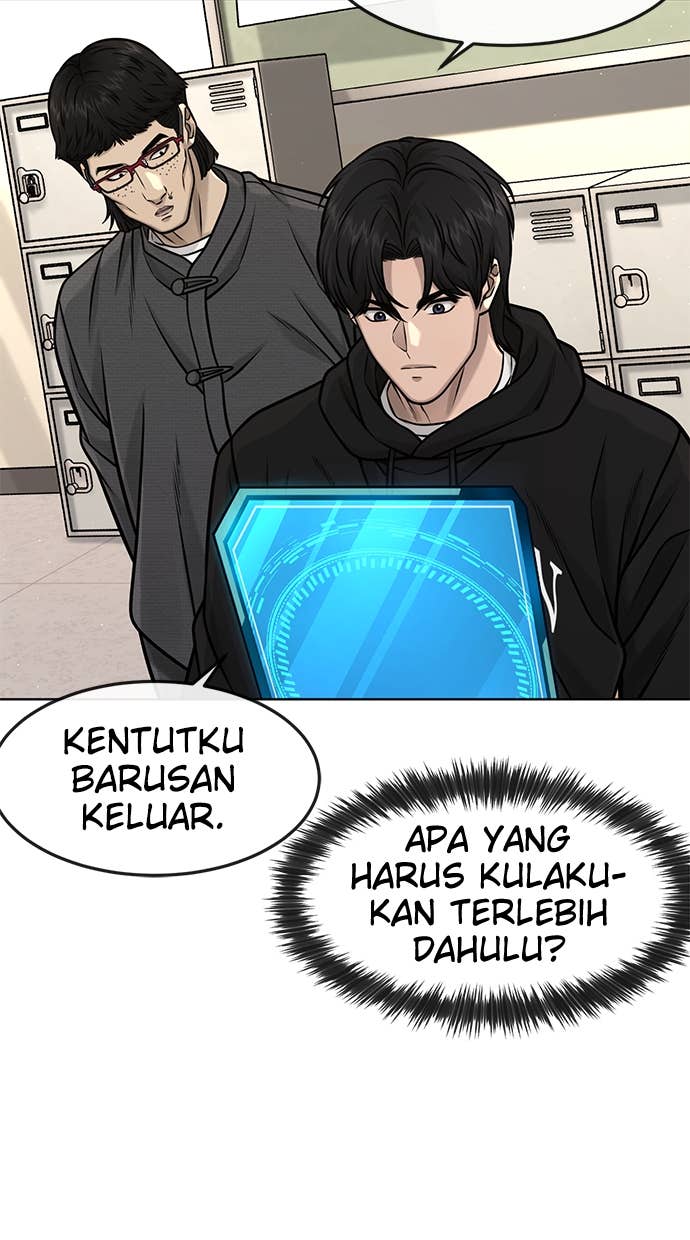 KENTUTKU
BARUSAN
KELUAR.
APA YANG
HARUS KULAKU-
KAN TERLEBIH
DAHULU?